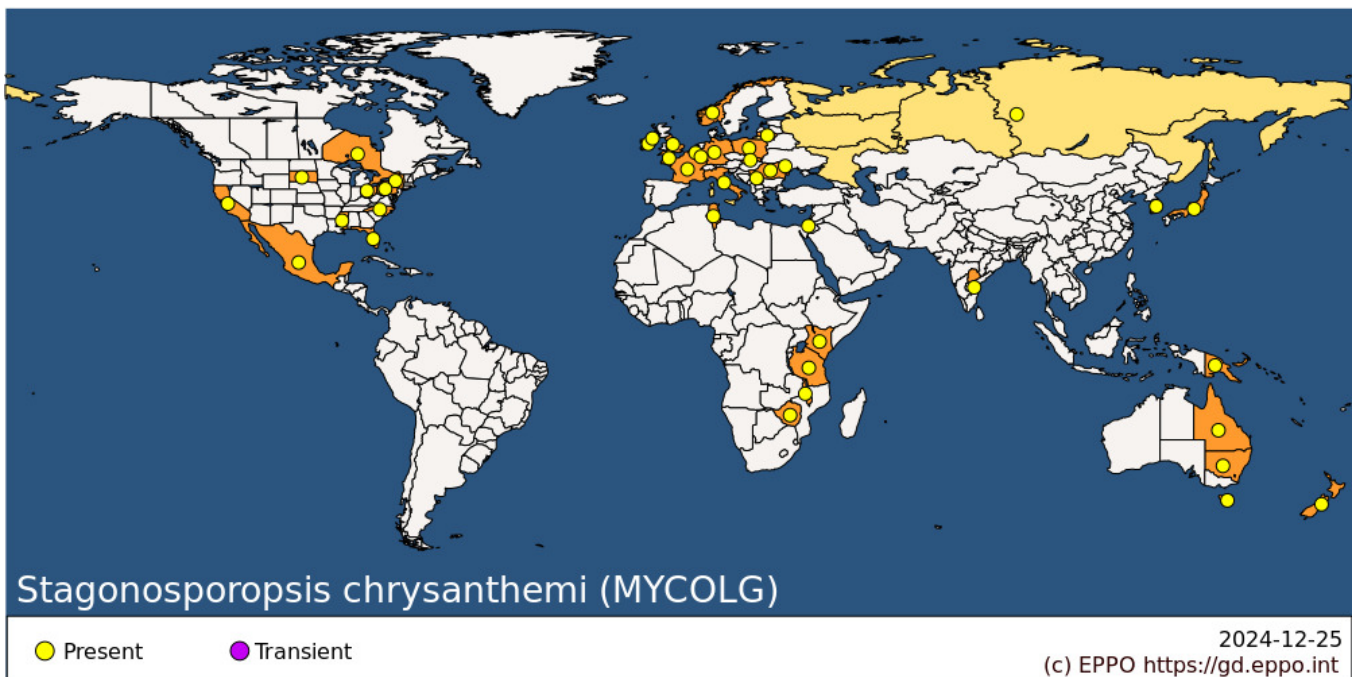 Stagonosporopsis chrysanthemi (MYCOLG)
Present
Transient
2024-12-25
(c) EPPO https://gd.eppo.int